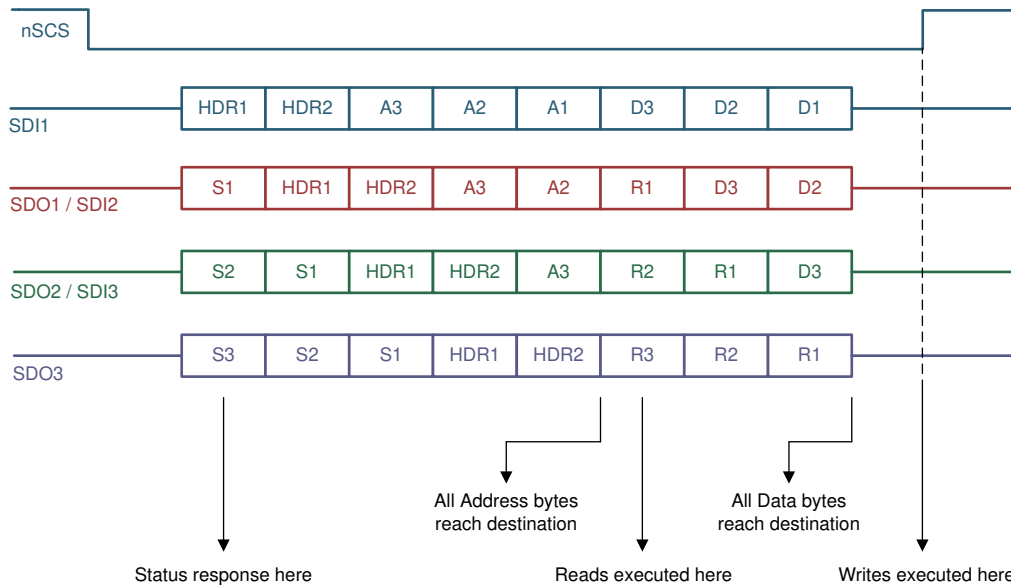 nSCS
HDR1 HDR2 A3 A2 A1 D3 D2 D1
SDI1
S1 HDR1 HDR2 A3 A2 R1 D3 D2
SDO1 / SDI2
S2 S1 HDR1 HDR2 A3 R2 R1 D3
SDO2 / SDI3
S3 S2 S1 HDR1 HDR2 R3 R2 R1
SDO3
All Address bytes
reach destination
All Data bytes
reach destination
Status response here
Reads executed here
Writes executed here